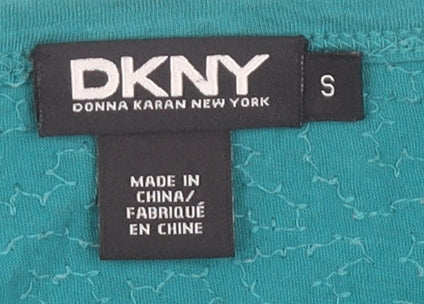 DKNY
DONNA KARAN NEW YORK
S
MADE IN
CHINA/
FABRIQUÉ
EN CHINE